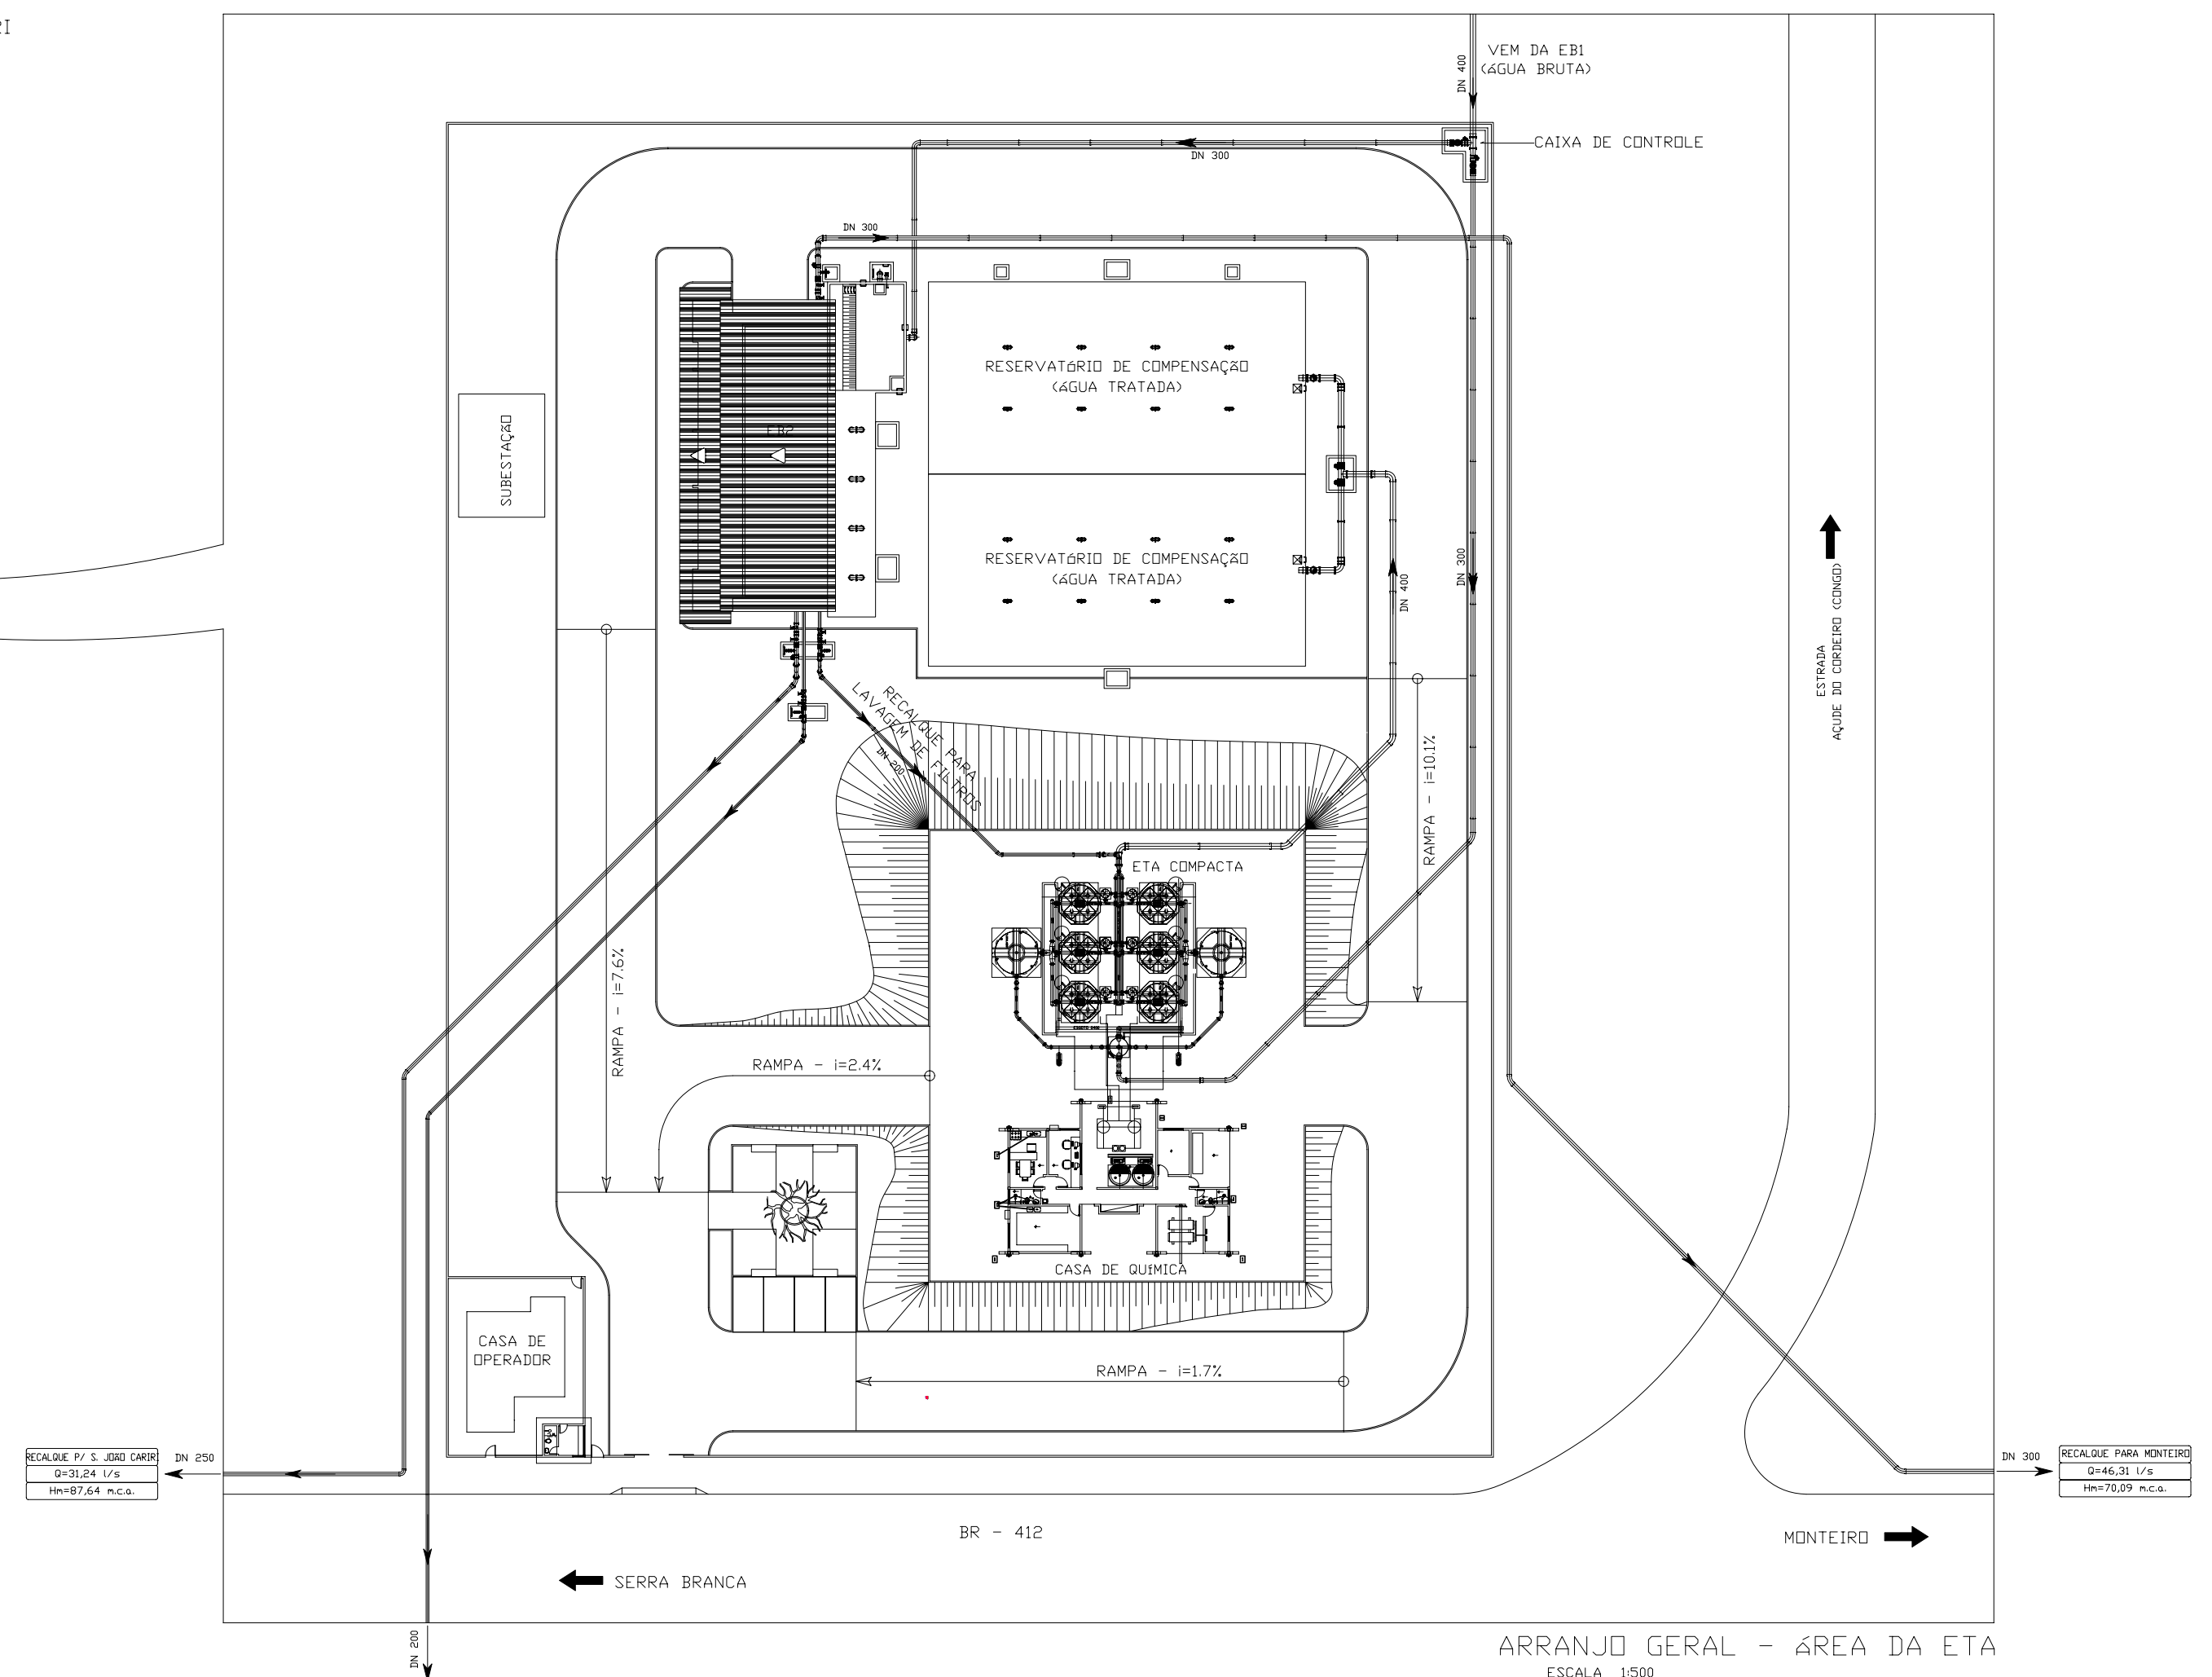 RI
VEM DA EB1
(áGUA BRUTA)
DN 400
CAIXA DE CONTROLE
DN 300
DN 300
RESERVATóRIO DE COMPENSAÇÃO
(áGUA TRATADA)
EB2
SUBESTAÇÃO
RESERVATóRIO DE COMPENSAÇÃO
(áGUA TRATADA)
DN 300
DN 400
ESTRADA
AÇUDE DO CORDEIRO (CONGO)
RECALQUE PARA
LAVAGEM DE FILTROS
DN 200
RAMPA - i=10.1%
ETA COMPACTA
RAMPA - i=7.6%
RAMPA - i=2.4%
CASA DE QUíMICA
CASA DE
OPERADOR
RAMPA - i=1.7%
RECALQUE P/ S. JOÃO CARIRI
Q=31,24 l/s
Hm=87,64 m.c.a.
DN 250
DN 300
RECALQUE PARA MONTEIRO
Q=46,31 l/s
Hm=70,09 m.c.a.
BR - 412
MONTEIRO
SERRA BRANCA
DN 200
ARRANJO GERAL - áREA DA ETA
ESCALA 1:500